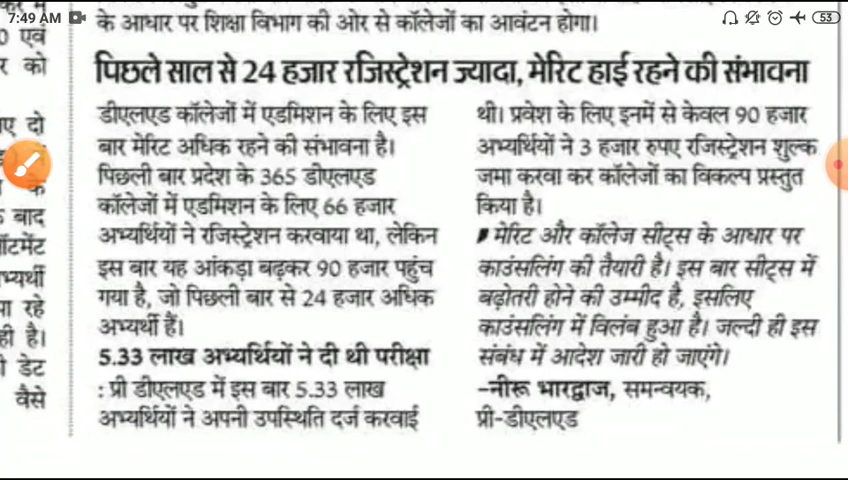 7:49 AM
53
के आधार पर शिक्षा विभाग की ओर से कॉलेजों का आवंटन होगा।
एवं
र को
पिछले साल से 24 हजार रजिस्ट्रेशन ज्यादा, मेरिट हाई रहने की संभावना
ए दो
के
बाद
ऑटमेंट
भ्यर्थी
रहे
ही है।
डेट
वैसे
डीएलएड कॉलेजों में एडमिशन के लिए इस
बार मेरिट अधिक रहने की संभावना है।
पिछली बार प्रदेश के 365 डीएलएड
कॉलेजों में एडमिशन के लिए 66 हजार
अभ्यर्थियों ने रजिस्ट्रेशन करवाया था, लेकिन
इस बार यह आंकड़ा बढ़कर 90 हजार पहुंच
गया है, जो पिछली बार से 24 हजार अधिक
अभ्यर्थी हैं।
5.33 लाख अभ्यर्थियों ने दी थी परीक्षा
: प्री डीएलएड में इस बार 5.33 लाख
अभ्यर्थियों ने अपनी उपस्थिति दर्ज करवाई
थी। प्रवेश के लिए इनमें से केवल 90 हजार
अभ्यर्थियों ने 3 हजार रुपए रजिस्ट्रेशन शुल्क
जमा करवा कर कॉलेजों का विकल्प प्रस्तुत
किया है।
मेरिट और कॉलेज सीट्स के आधार पर
काउंसलिंग की तैयारी है। इस बार सीट्स में
बढ़ोतरी होने की उम्मीद है, इसलिए
काउंसलिंग में विलंब हुआ है। जल्दी ही इस
संबंध में आदेश जारी हो जाएंगे।
-नीरू भारद्वाज, समन्वयक,
प्री-डीएलएड